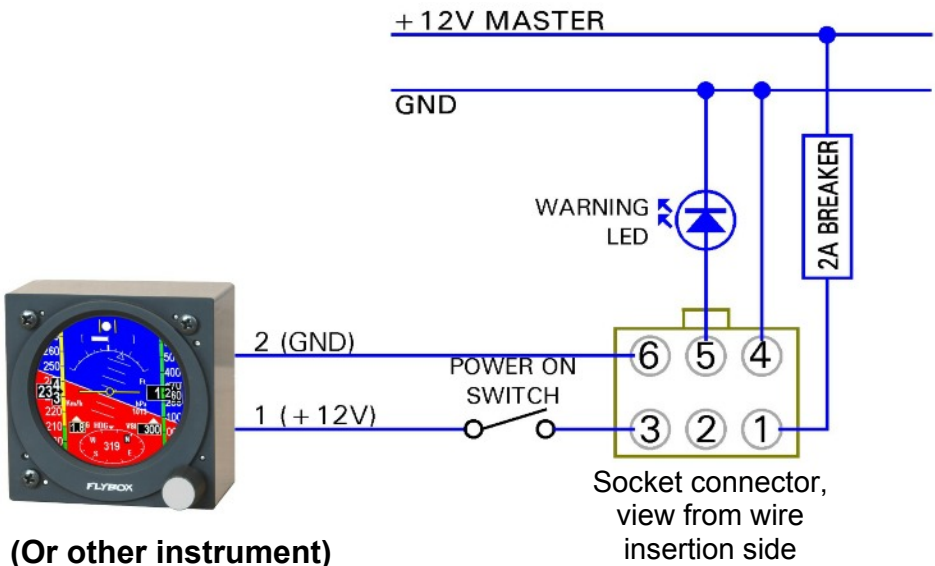 +12V MASTER
GND
WARNING
LED
2A BREAKER
2 (GND)
POWER ON
SWITCH
1 (+12V)
6 5 4
3 2 1
319
FLYBOX
Socket connector,
view from wire
insertion side
(Or other instrument)